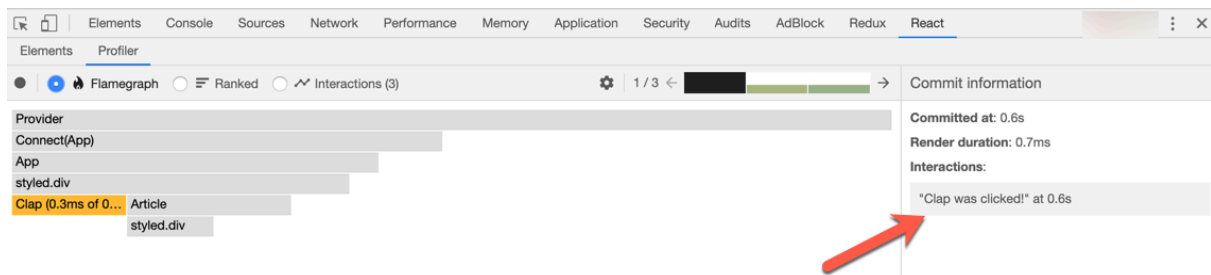 Elements Console Sources Network Performance Memory Application Security Audits AdBlock Redux React
Elements Profiler
Flamegraph Ranked Interactions (3) 1 / 3 Commit information
Provider
Connect(App)
App
styled.div
Clap (0.3ms of 0... Article
styled.div
Committed at: 0.6s
Render duration: 0.7ms
Interactions:
"Clap was clicked!" at 0.6s